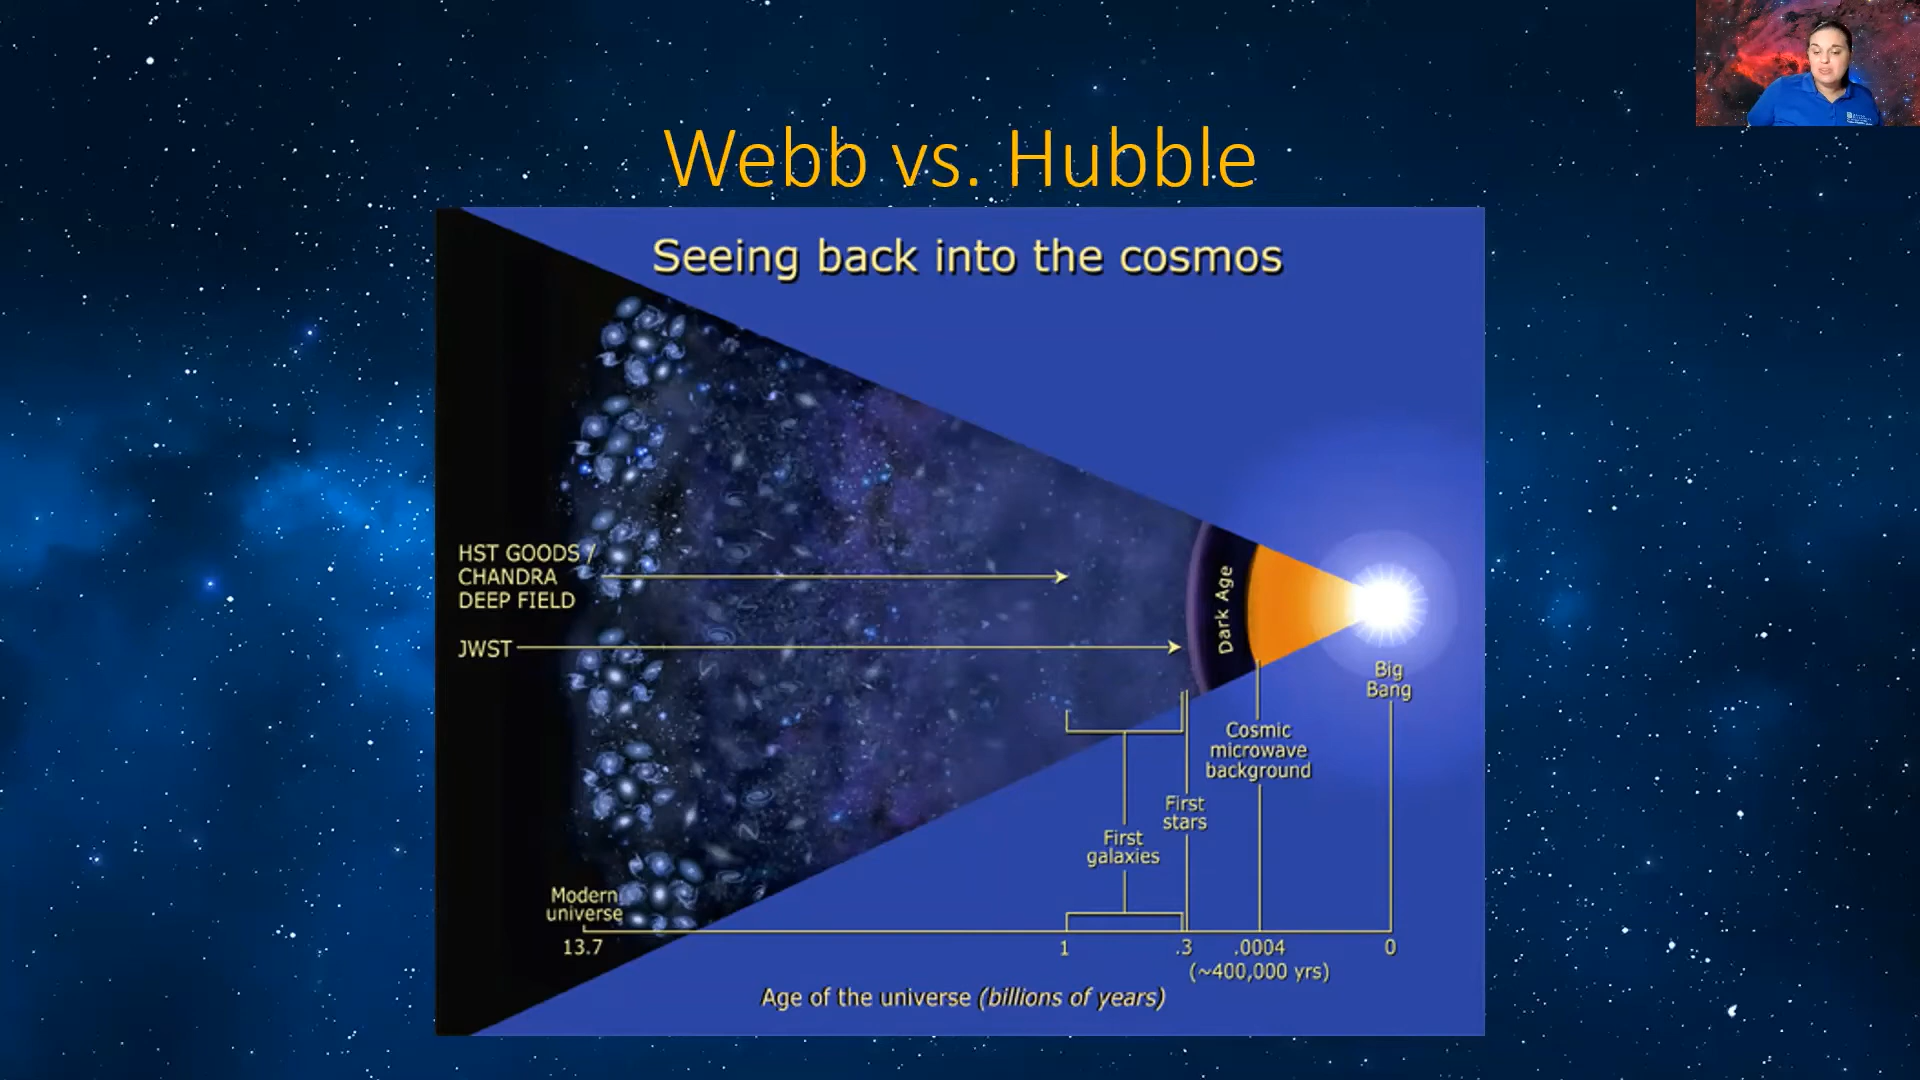 Webb vs. Hubble
Seeing back into the cosmos
HST GOODS /
CHANDRA
DEEP FIELD
JWST
Dark Age
Big
Bang
Cosmic
microwave
background
First
stars
First
galaxies
Modern
universe
13.7
1
.3
.0004
0
(~400,000 yrs)
Age of the universe (billions of years)